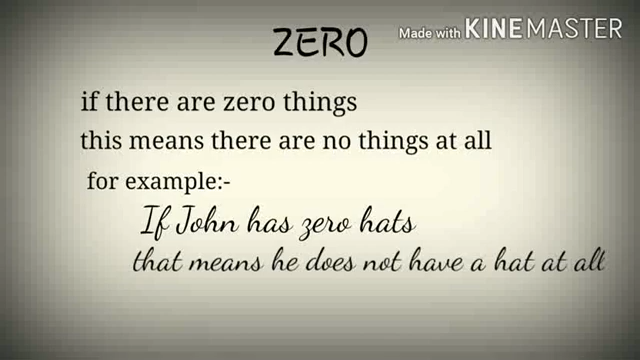 ZERO
Made with KINEMASTER
if there are zero things
this means there are no things at all
for example:-
If John has zero hats
that means he does not have a hat at all